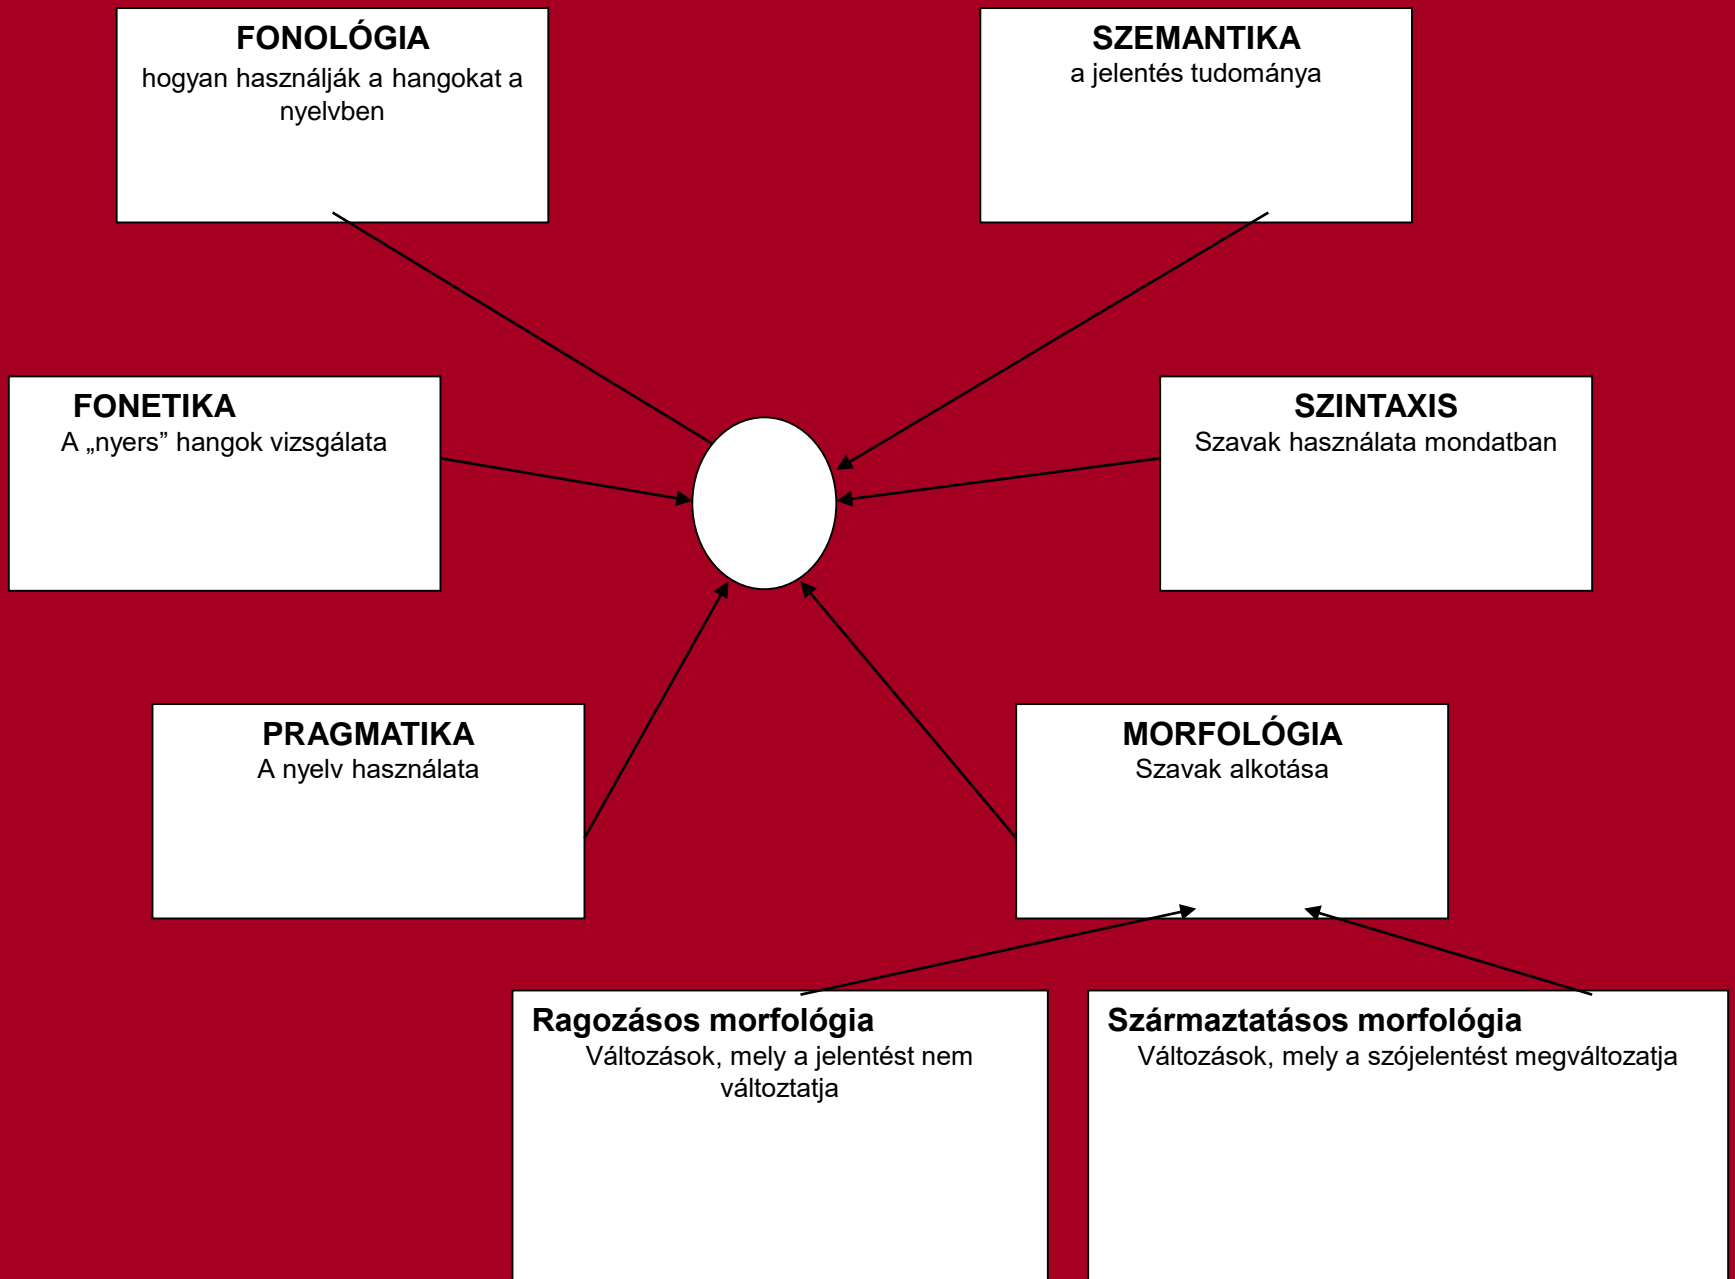 FONOLÓGIA
hogyan használják a hangokat a
nyelvben
SZEMANTIKA
a jelentés tudománya
FONETIKA
A „nyers” hangok vizsgálata
SZINTAXIS
Szavak használata mondatban
PRAGMATIKA
A nyelv használata
MORFOLÓGIA
Szavak alkotása
Ragozásos morfológia
Változások, mely a jelentést nem
változtatja
Származtatásos morfológia
Változások, mely a szójelentést megváltozatja